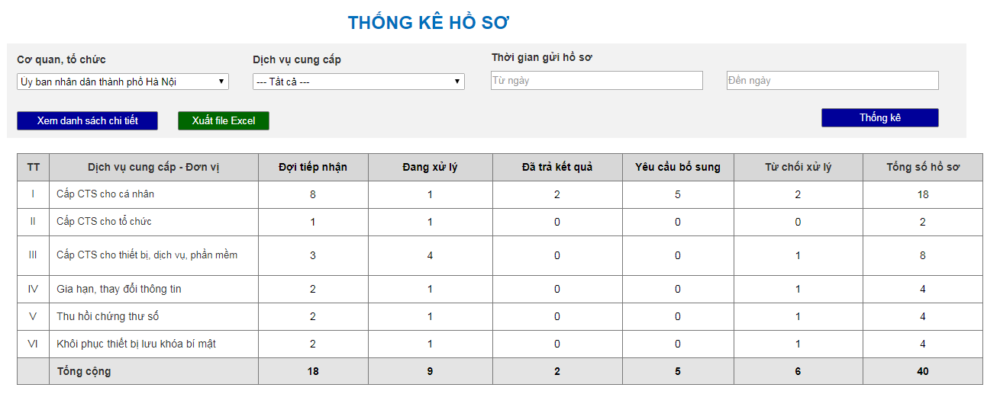 THỐNG KÊ HỒ SƠ
Cơ quan, tổ chức Dịch vụ cung cấp Thời gian gửi hồ sơ
Ủy ban nhân dân thành phố Hà Nội --- Tất cả --- Từ ngày Đến ngày
Xem danh sách chi tiết Xuất file Excel Thống kê
TT Dịch vụ cung cấp - Đơn vị Đợi tiếp nhận Đang xử lý Đã trả kết quả Yêu cầu bổ sung Từ chối xử lý Tổng số hồ sơ
I Cấp CTS cho cá nhân 8 1 2 5 2 18
II Cấp CTS cho tổ chức 1 1 0 0 0 2
III Cấp CTS cho thiết bị, dịch vụ, phần mềm 3 4 0 0 1 8
IV Gia hạn, thay đổi thông tin 2 1 0 0 1 4
V Thu hồi chứng thư số 2 1 0 0 1 4
VI Khôi phục thiết bị lưu khóa bí mật 2 1 0 0 1 4
Tổng cộng 18 9 2 5 6 40